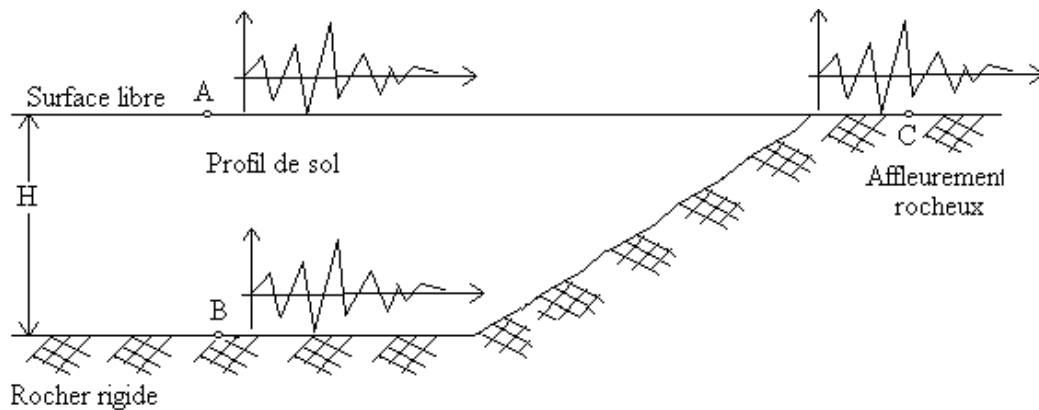 Surface libre
A
C
Profil de sol
Affleurement
rocheux
H
B
Rocher rigide